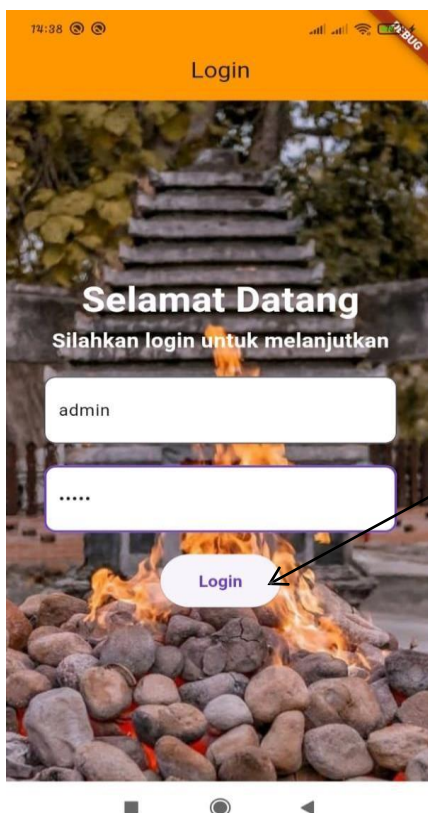 14:38
DEBUG
Login
Selamat Datang
Silahkan login untuk melanjutkan
admin
•••••
Login